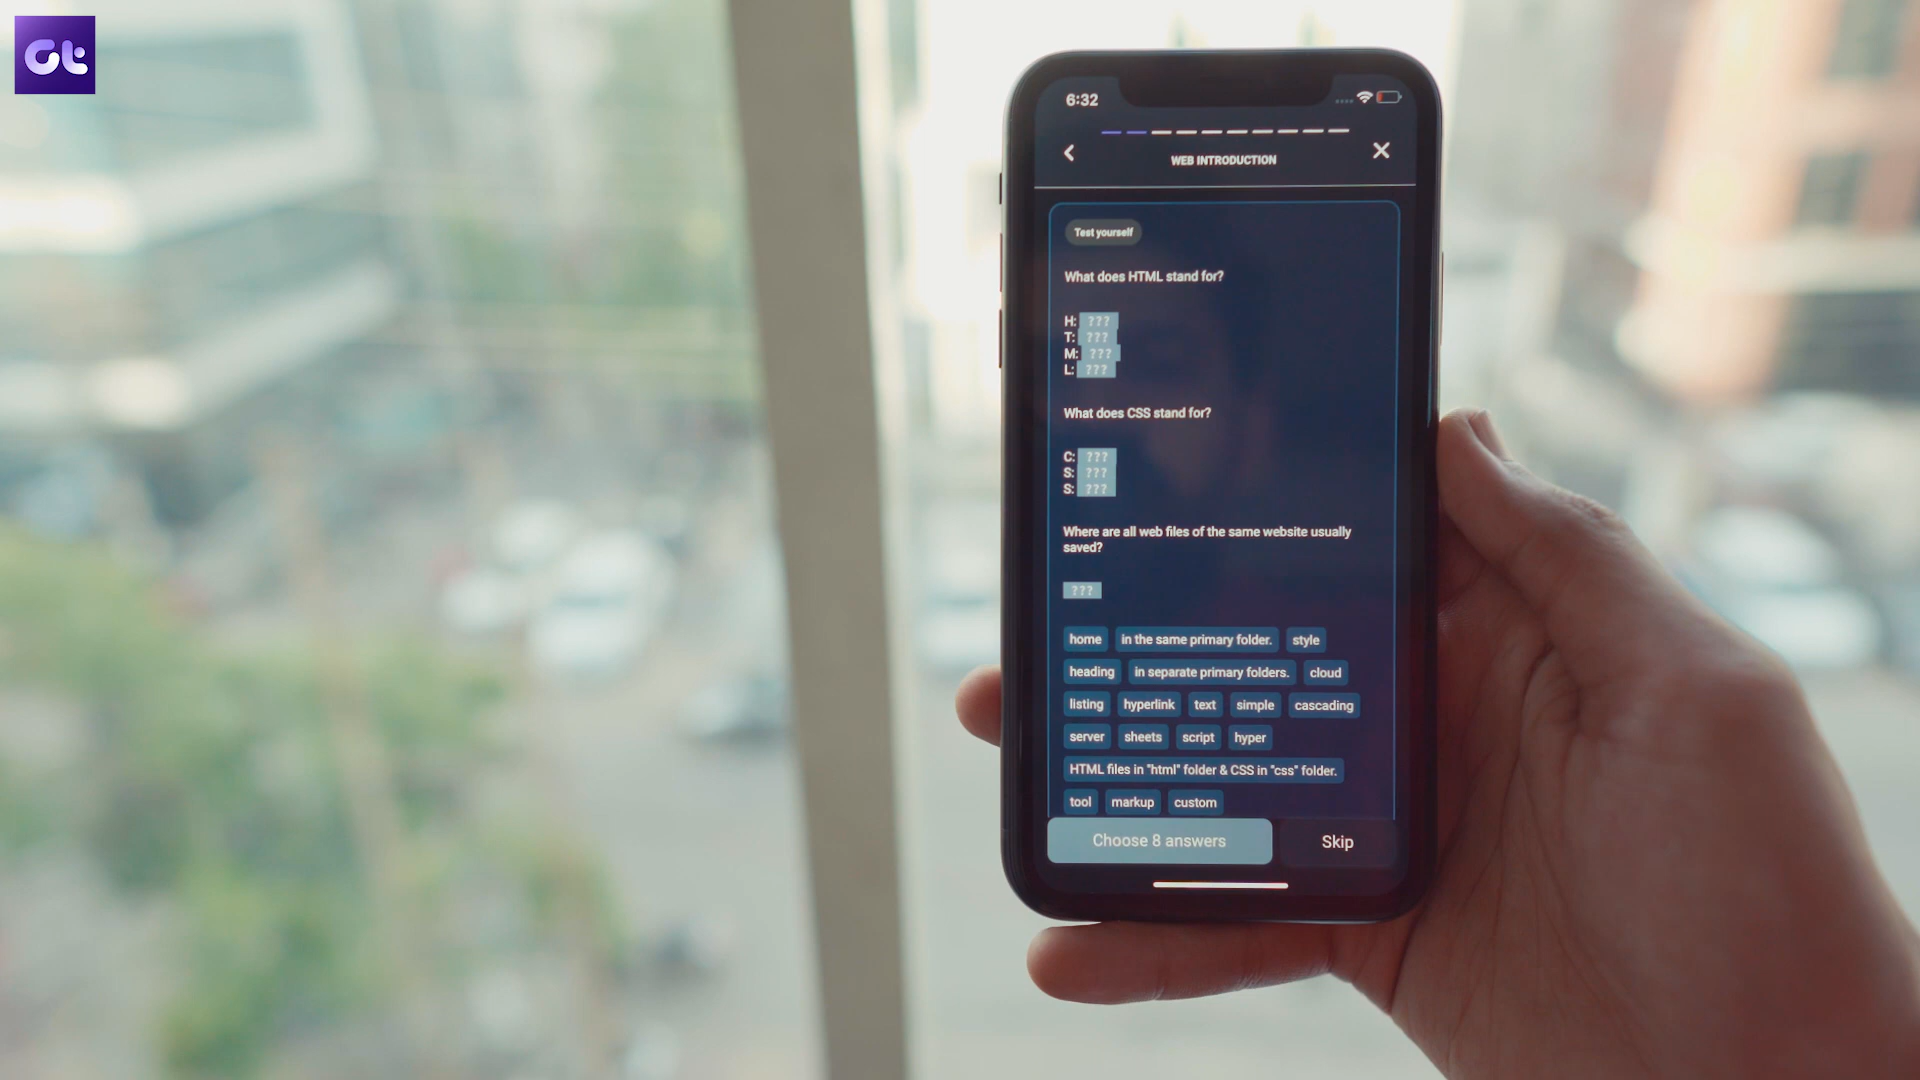 Gt
6:32
WEB INTRODUCTION
Test yourself
What does HTML stand for?
H: ???
T: ???
M: ???
L: ???
What does CSS stand for?
C: ???
S: ???
S: ???
Where are all web files of the same website usually
saved?
???
home in the same primary folder. style
heading in separate primary folders. cloud
listing hyperlink text simple cascading
server sheets script hyper
HTML files in "html" folder & CSS in "css" folder.
tool markup custom
Choose 8 answers Skip